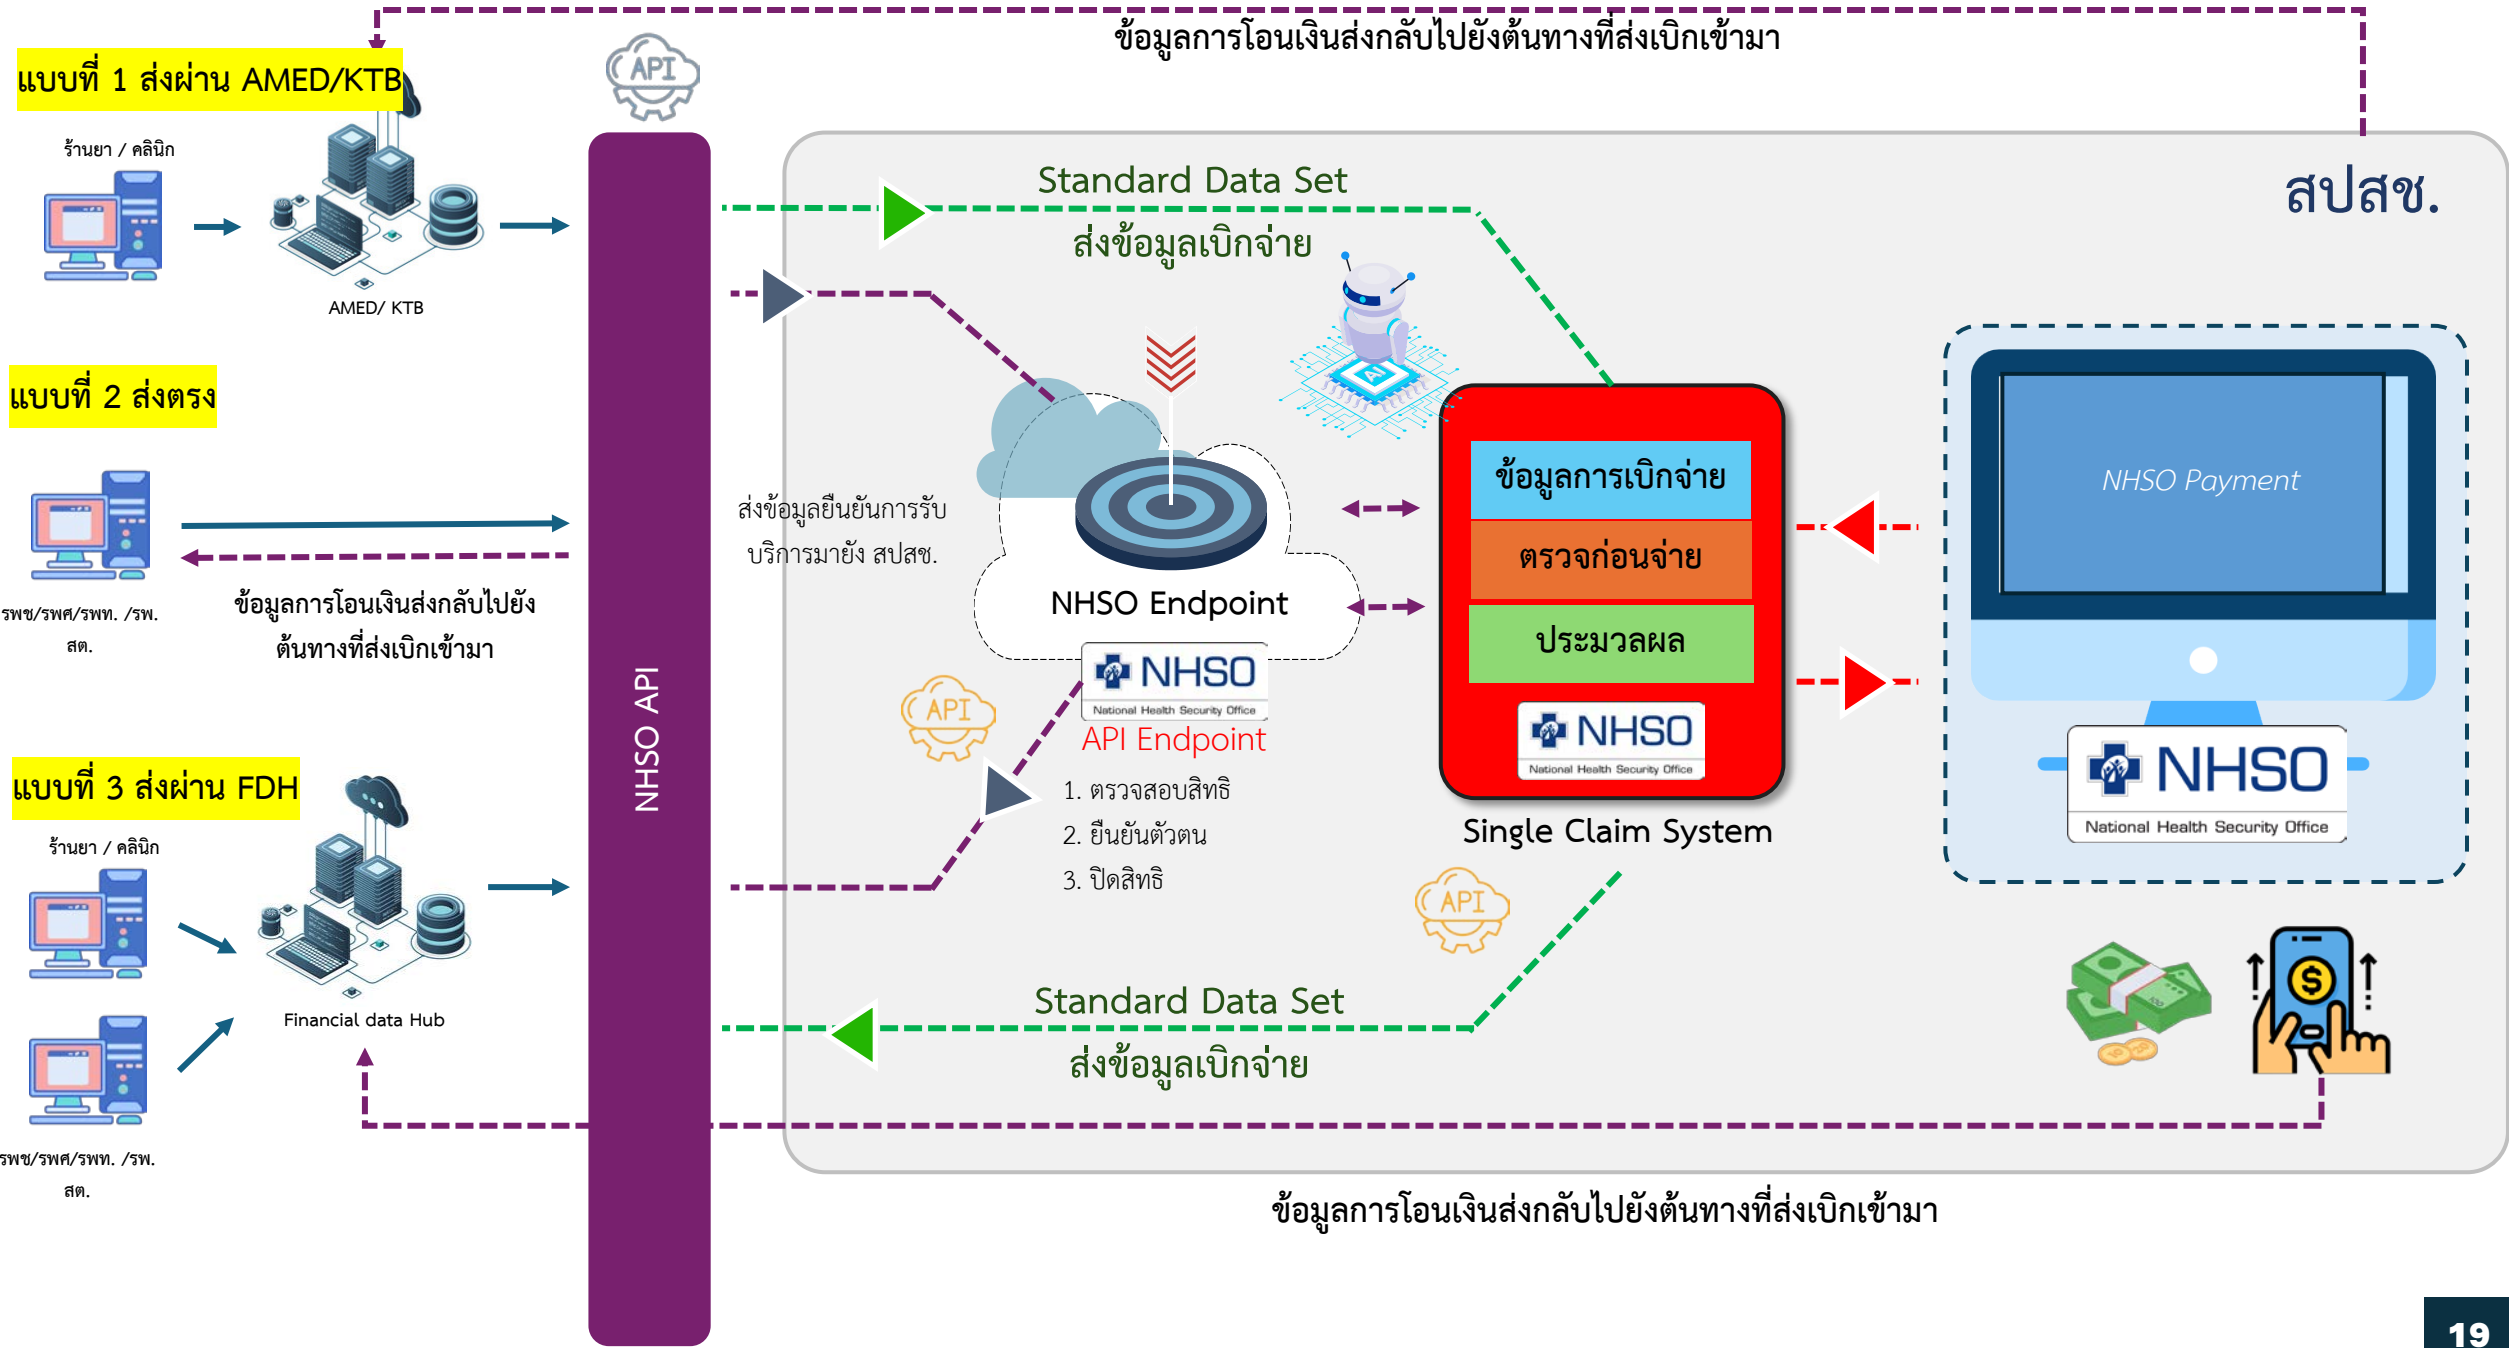 ข้อมูลการโอนเงินส่งกลับไปยังต้นทางที่ส่งเบิกเข้ามา
แบบที่ 1 ส่งผ่าน AMED/KTB
API
ร้านยา / คลินิก
AMED/ KTB
แบบที่ 2 ส่งตรง
รพช/รพศ/รพท. /รพ.
สต.
ข้อมูลการโอนเงินส่งกลับไปยัง
ต้นทางที่ส่งเบิกเข้ามา
แบบที่ 3 ส่งผ่าน FDH
ร้านยา / คลินิก
Financial data Hub
รพช/รพศ/รพท. /รพ.
สต.
NHSO API
สปสช.
Standard Data Set
ส่งข้อมูลเบิกจ่าย
AI
ส่งข้อมูลยืนยันการรับ
บริการมายัง สปสช.
NHSO Endpoint
NHSO
National Health Security Office
API Endpoint
API
1. ตรวจสอบสิทธิ
2. ยืนยันตัวตน
3. ปิดสิทธิ
ข้อมูลการเบิกจ่าย
ตรวจก่อนจ่าย
ประมวลผล
NHSO
National Health Security Office
Single Claim System
API
NHSO Payment
NHSO
National Health Security Office
Standard Data Set
ส่งข้อมูลเบิกจ่าย
ข้อมูลการโอนเงินส่งกลับไปยังต้นทางที่ส่งเบิกเข้ามา
19